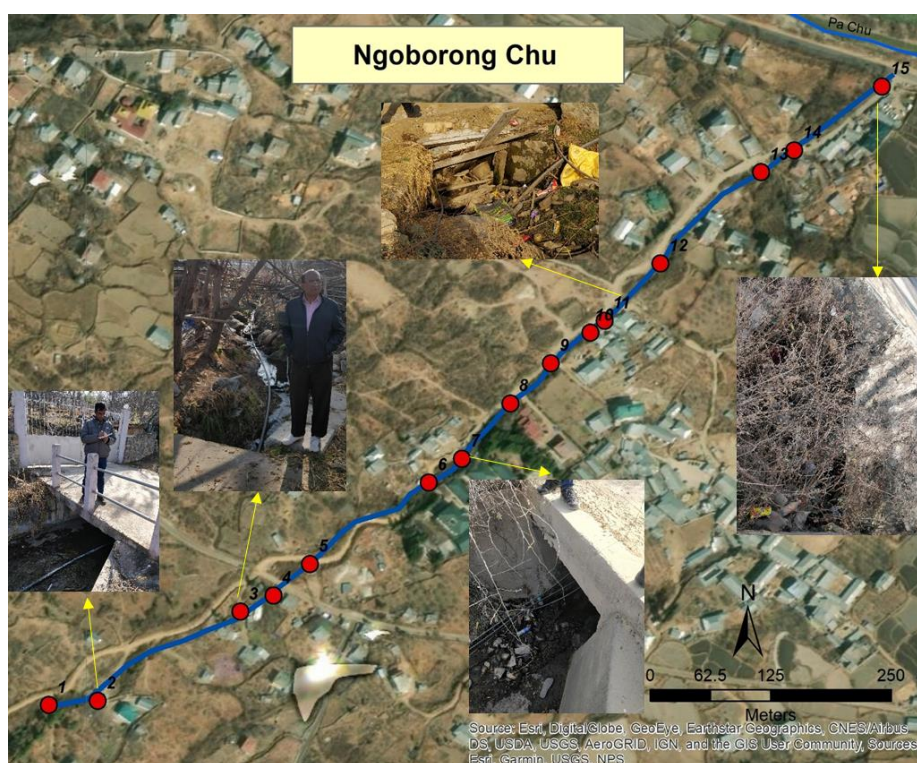 Ngoborong Chu
Pa Chu
15
14
13
12
11
10
9
8
7
6
5
4
3
2
1
N
0 62.5 125 250
Meters
Source: Esri, DigitalGlobe, GeoEye, Earthstar Geographics, CNES/Airbus
DS, USDA, USGS, AeroGRID, IGN, and the GIS User Community, Sources:
Esri, Garmin, USGS, NPS